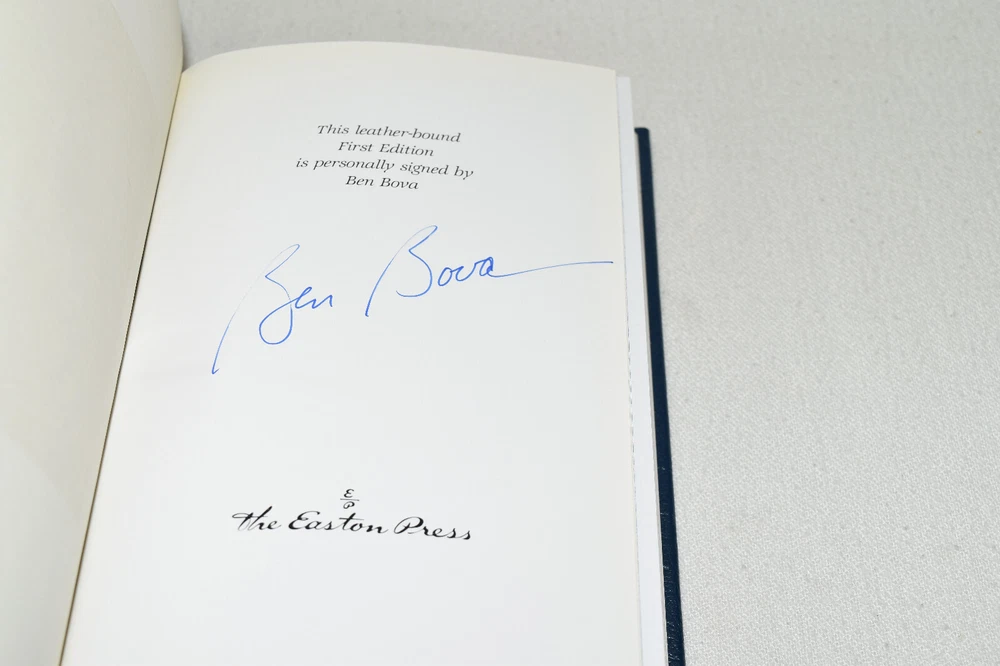 This leather-bound
First Edition
is personally signed by
Ben Bova
Ben Bova
E
P
the Easton Press